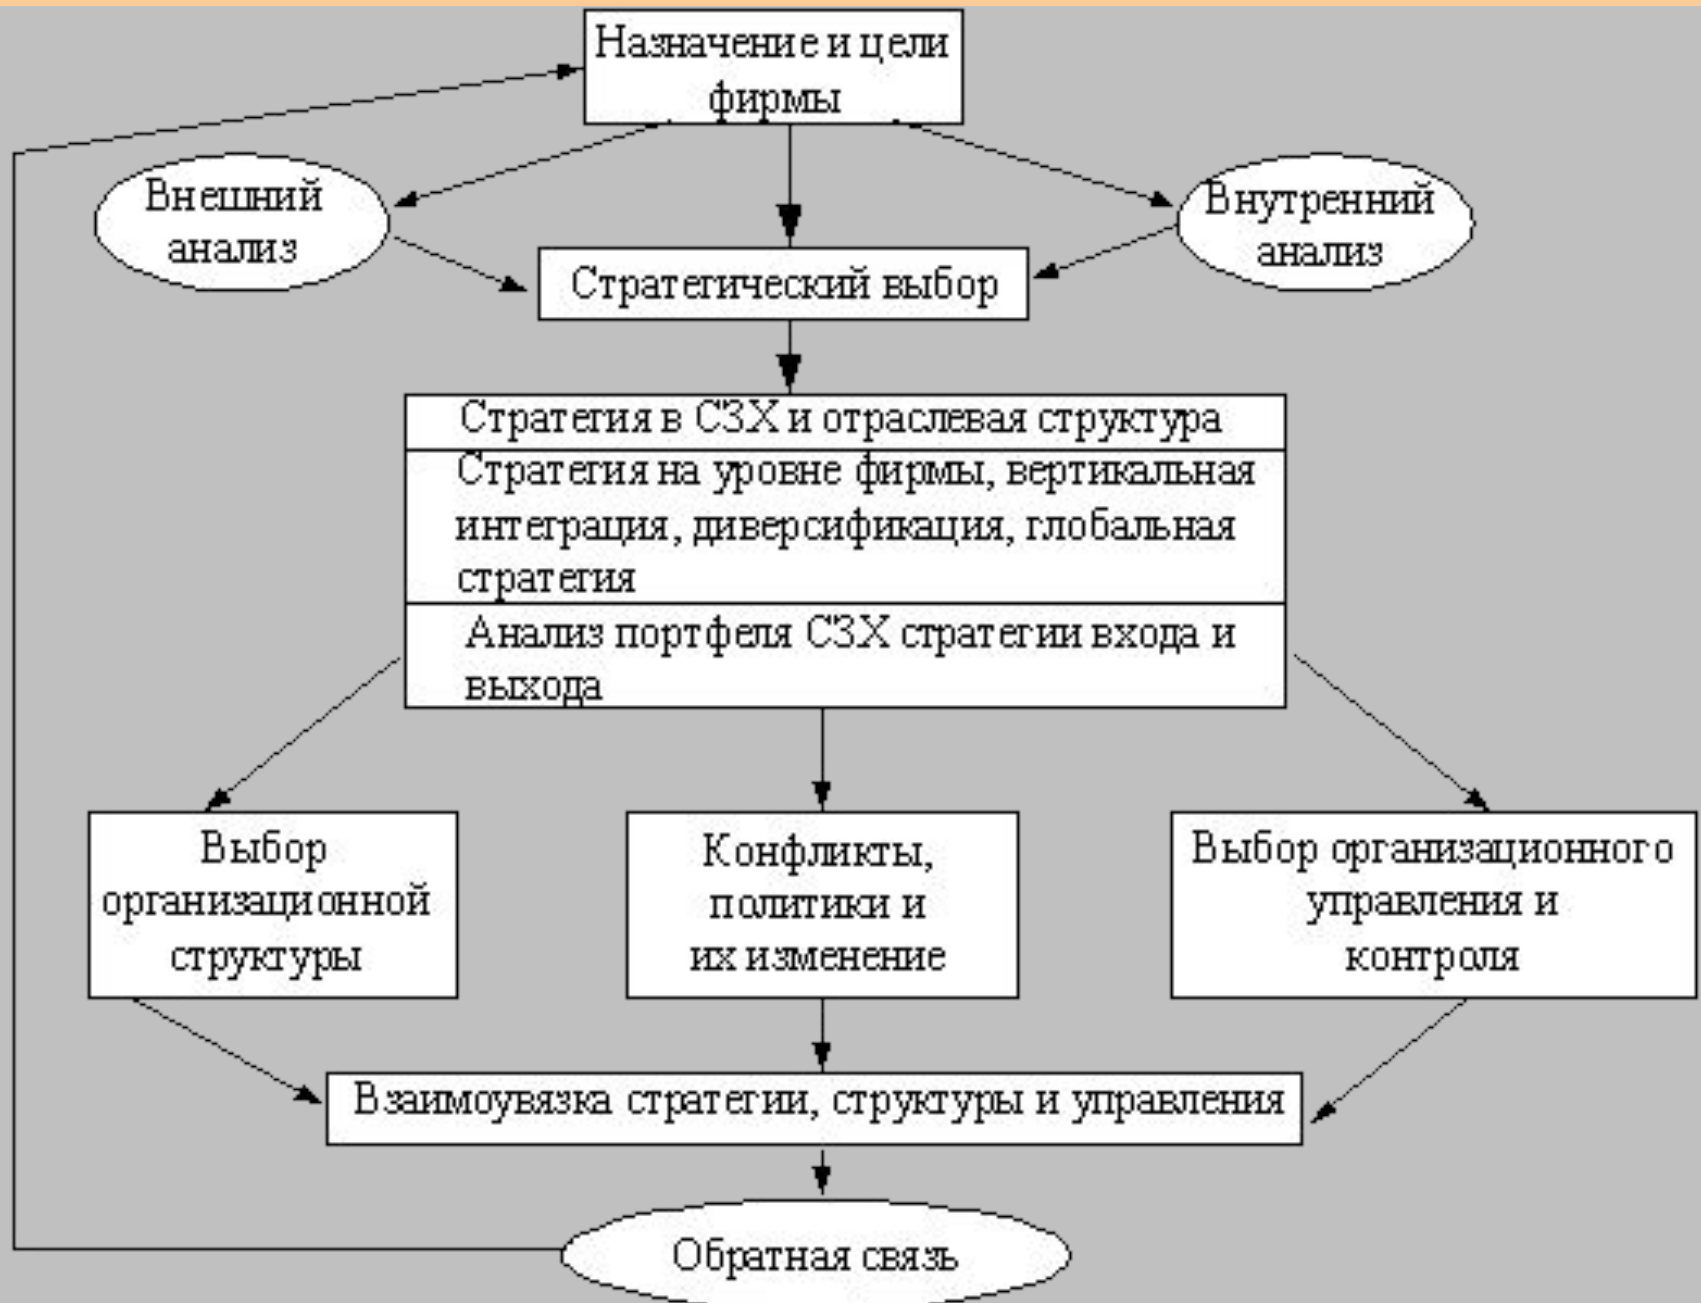 Назначение и цели
фирмы
Внешний
анализ
Внутренний
анализ
Стратегический выбор
Стратегия в СЗХ и отраслевая структура
Стратегия на уровне фирмы, вертикальная
интеграция, диверсификация, глобальная
стратегия
Анализ портфеля СЗХ стратегии входа и
выхода
Выбор
организационной
структуры
Конфликты,
политики и
их изменение
Выбор организационного
управления и
контроля
Взаимоувязка стратегии, структуры и управления
Обратная связь